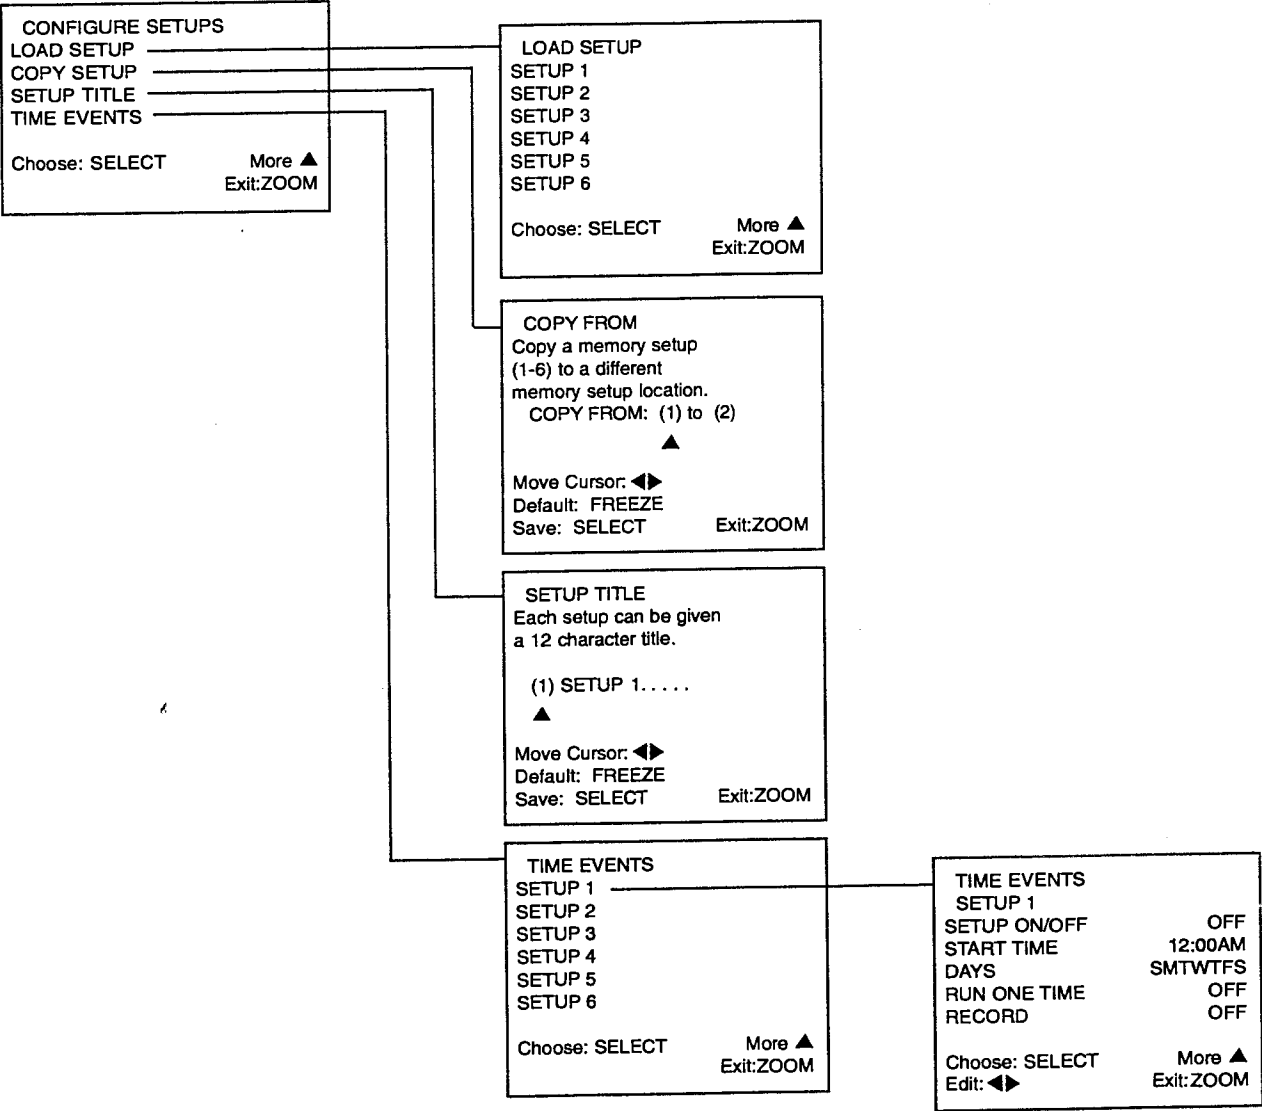 CONFIGURE SETUPS
LOAD SETUP
COPY SETUP
SETUP TITLE
TIME EVENTS
Choose: SELECT More ▲
Exit:ZOOM
LOAD SETUP
SETUP 1
SETUP 2
SETUP 3
SETUP 4
SETUP 5
SETUP 6
Choose: SELECT More ▲
Exit:ZOOM
COPY FROM
Copy a memory setup
(1-6) to a different
memory setup location.
COPY FROM: (1) to (2)
▲
Move Cursor: ◀▶
Default: FREEZE
Save: SELECT Exit:ZOOM
SETUP TITLE
Each setup can be given
a 12 character title.
(1) SETUP 1.....
▲
Move Cursor: ◀▶
Default: FREEZE
Save: SELECT Exit:ZOOM
TIME EVENTS
SETUP 1
SETUP 2
SETUP 3
SETUP 4
SETUP 5
SETUP 6
Choose: SELECT More ▲
Exit:ZOOM
TIME EVENTS
SETUP 1
SETUP ON/OFF OFF
START TIME 12:00AM
DAYS SMTWTFS
RUN ONE TIME OFF
RECORD OFF
Choose: SELECT More ▲
Edit: ◀▶ Exit:ZOOM